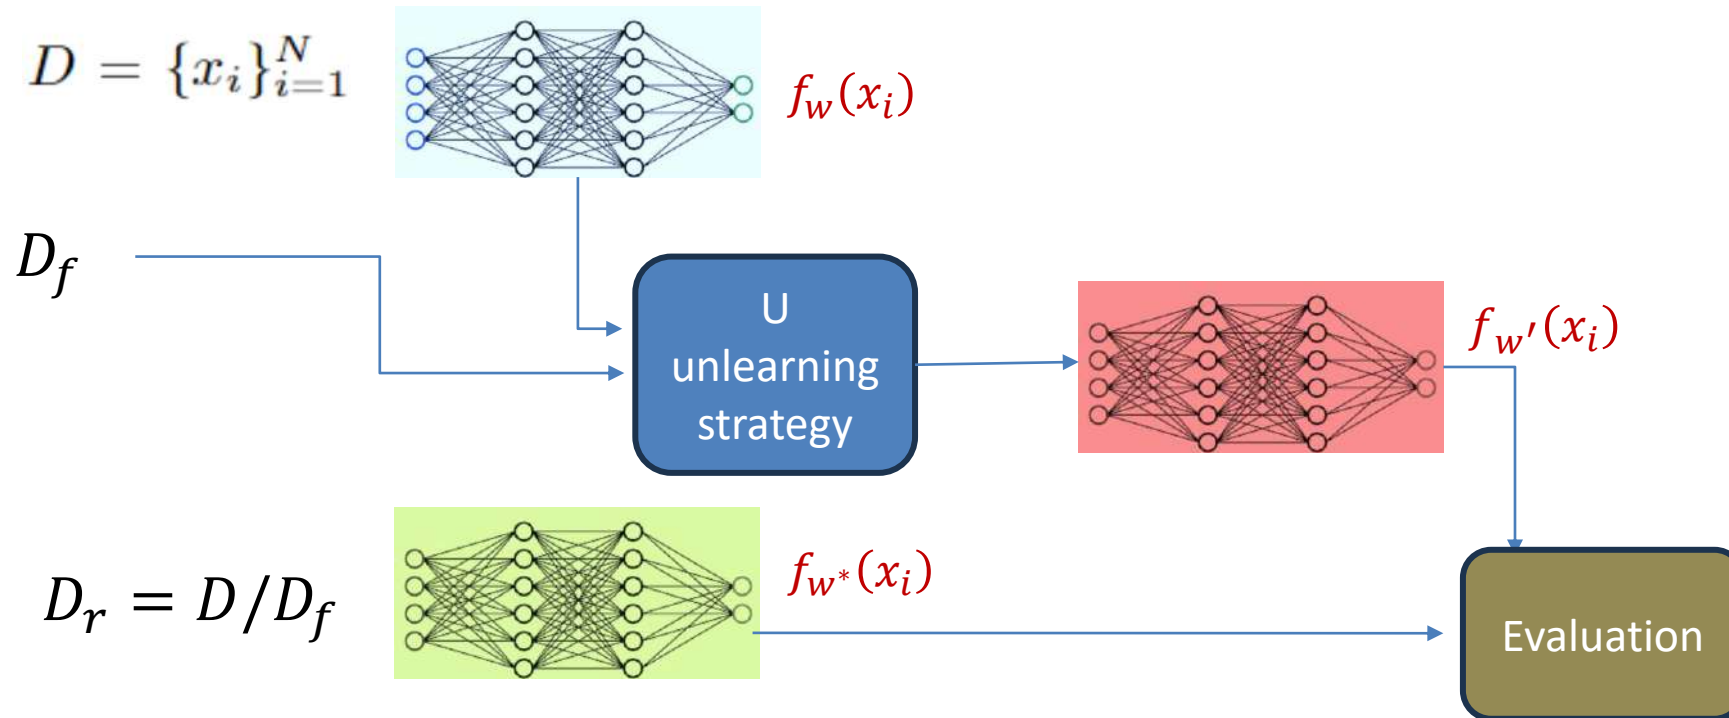 D = {x_i}_{i=1}^N
f_w(x_i)
D_f
U
unlearning
strategy
f_{w′}(x_i)
D_r = D/D_f
f_{w*}(x_i)
Evaluation